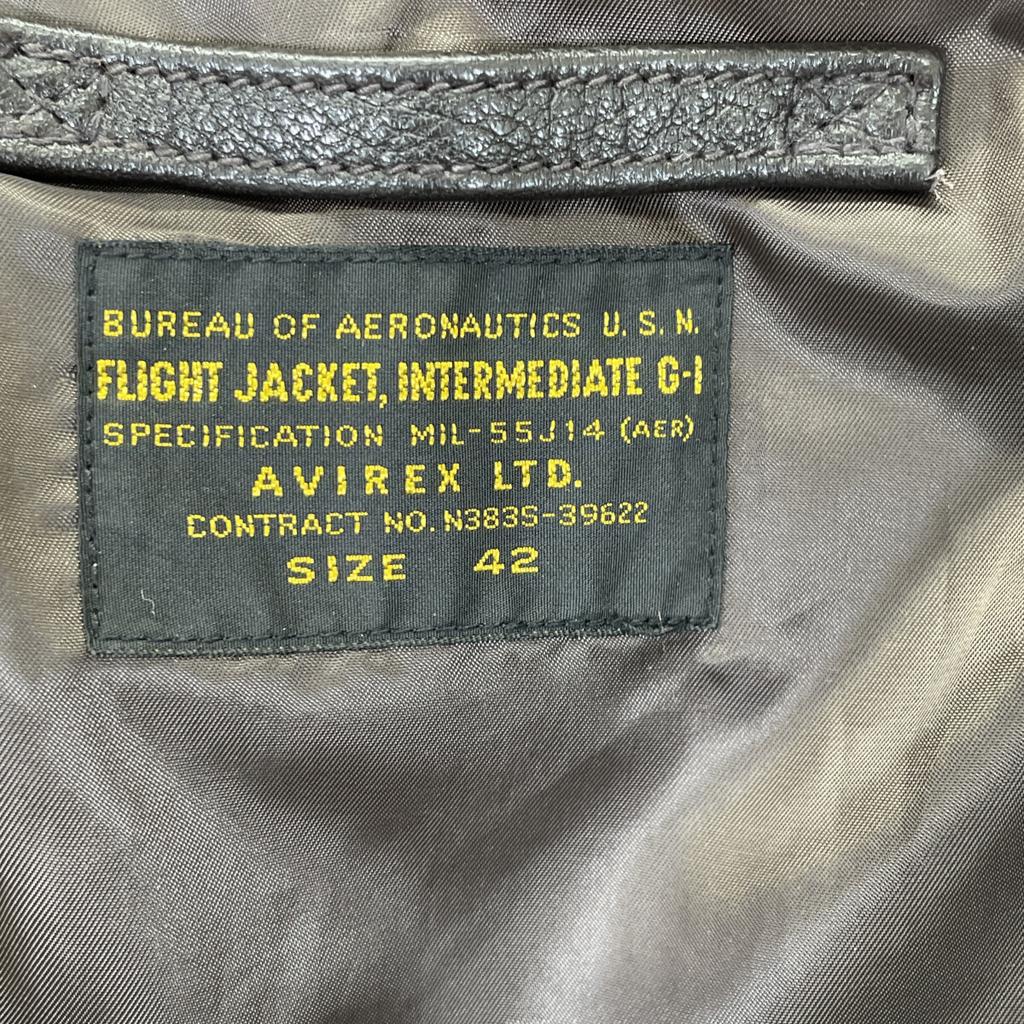 BUREAU OF AERONAUTICS U. S. N.
FLIGHT JACKET, INTERMEDIATE G-1
SPECIFICATION MIL-55J14 (AER)
AVIREX LTD.
CONTRACT NO. N383S-39622
SIZE 42